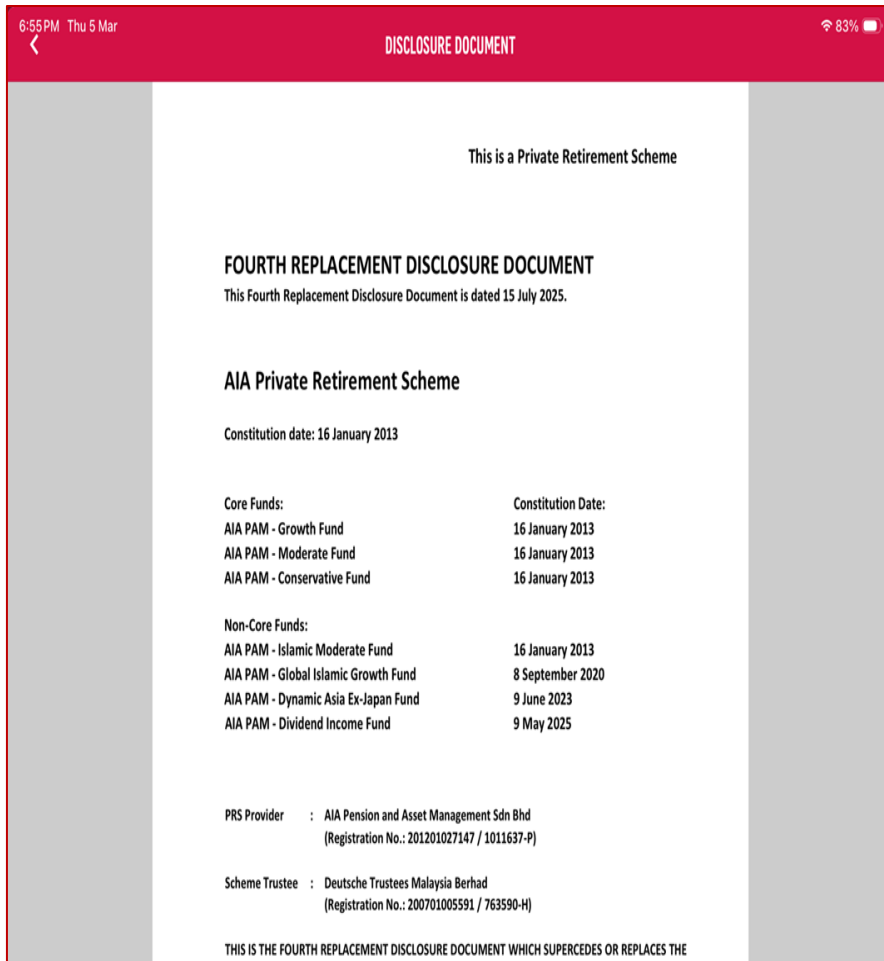 6:55 PM Thu 5 Mar
83%
DISCLOSURE DOCUMENT
This is a Private Retirement Scheme
FOURTH REPLACEMENT DISCLOSURE DOCUMENT
This Fourth Replacement Disclosure Document is dated 15 July 2025.
AIA Private Retirement Scheme
Constitution date: 16 January 2013
Core Funds: Constitution Date:
AIA PAM - Growth Fund 16 January 2013
AIA PAM - Moderate Fund 16 January 2013
AIA PAM - Conservative Fund 16 January 2013
Non-Core Funds:
AIA PAM - Islamic Moderate Fund 16 January 2013
AIA PAM - Global Islamic Growth Fund 8 September 2020
AIA PAM - Dynamic Asia Ex-Japan Fund 9 June 2023
AIA PAM - Dividend Income Fund 9 May 2025
PRS Provider : AIA Pension and Asset Management Sdn Bhd
(Registration No.: 201201027147 / 1011637-P)
Scheme Trustee : Deutsche Trustees Malaysia Berhad
(Registration No.: 200701005591 / 763590-H)
THIS IS THE FOURTH REPLACEMENT DISCLOSURE DOCUMENT WHICH SUPERCEDES OR REPLACES THE